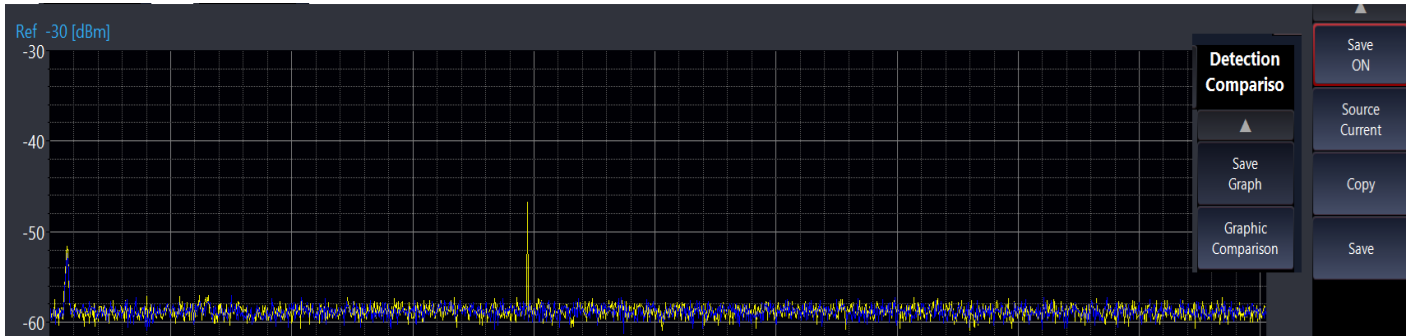 Ref -30 [dBm]
-30
-40
-50
-60
Detection
Compariso
▲
Save
Graph
Graphic
Comparison
▲
Save
ON
Source
Current
Copy
Save